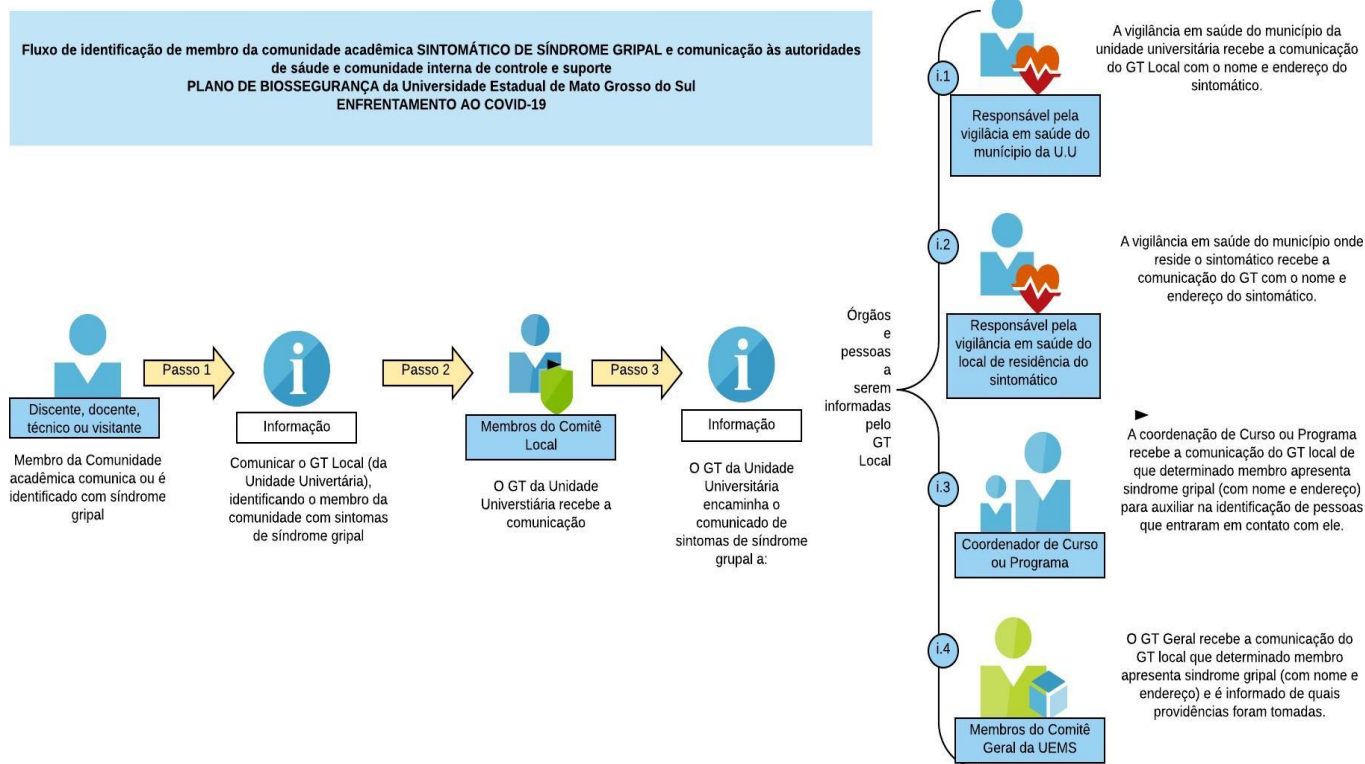 Fluxo de identificação de membro da comunidade acadêmica SINTOMÁTICO DE SÍNDROME GRIPAL e comunicação às autoridades
de sáude e comunidade interna de controle e suporte
PLANO DE BIOSSEGURANÇA da Universidade Estadual de Mato Grosso do Sul
ENFRENTAMENTO AO COVID-19
Discente, docente,
técnico ou visitante
Membro da Comunidade
acadêmica comunica ou é
identificado com síndrome
gripal
Passo 1
Informação
Comunicar o GT Local (da
Unidade Univertária),
identificando o membro da
comunidade com sintomas
de síndrome gripal
Passo 2
Membros do Comitê
Local
O GT da Unidade
Universtiária recebe a
comunicação
Passo 3
Informação
O GT da Unidade
Universitária
encaminha o
comunicado de
sintomas de síndrome
grupal a:
Órgãos
e
pessoas
a
serem
informadas
pelo
GT
Local
i.1
Responsável pela
vigilâcia em saúde do
munícipio da U.U
A vigilância em saúde do município da
unidade universitária recebe a comunicação
do GT Local com o nome e endereço do
sintomático.
i.2
Responsável pela
vigilância em saúde do
local de residência do
sintomático
A vigilância em saúde do município onde
reside o sintomático recebe a
comunicação do GT com o nome e
endereço do sintomático.
i.3
Coordenador de Curso
ou Programa
A coordenação de Curso ou Programa
recebe a comunicação do GT local de
que determinado membro apresenta
sindrome gripal (com nome e endereço)
para auxiliar na identificação de pessoas
que entraram em contato com ele.
i.4
Membros do Comitê
Geral da UEMS
O GT Geral recebe a comunicação do
GT local que determinado membro
apresenta sindrome gripal (com nome e
endereço) e é informado de quais
providências foram tomadas.